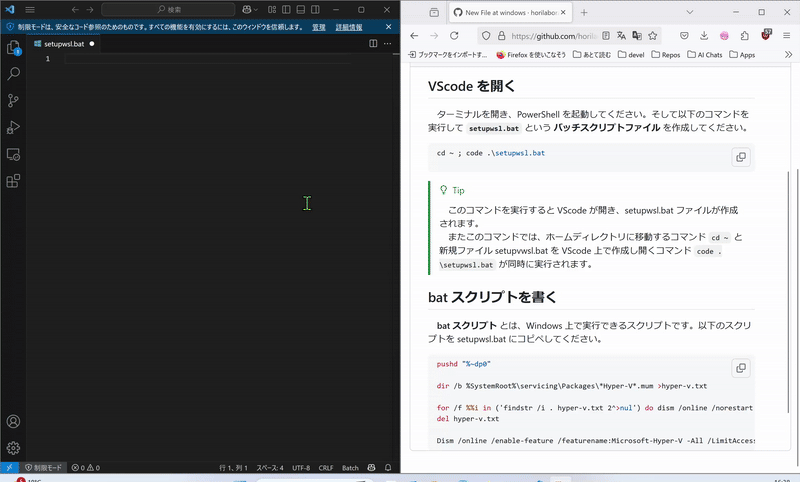 検索
制限モードは、安全なコード参照のためのものです。すべての機能を有効にするには、このウィンドウを信頼します。 管理 詳細情報
setupwsl.bat
1
制限モード
0 0
行 1、列 1 スペース: 4 UTF-8 CRLF Batch
New File at windows · horilabor
https://github.com/horila
ブックマークをインポート... Firefox を使いこなそう あとで読む devel Repos AI Chats Apps
VScode を開く
ターミナルを開き、PowerShell を起動してください。そして以下のコマンドを
実行して setupwsl.bat という バッチスクリプトファイル を作成してください。
cd ~ ; code .\setupwsl.bat
Tip
このコマンドを実行すると VScode が開き、setupwsl.bat ファイルが作成
されます。
またこのコマンドでは、ホームディレクトリに移動するコマンド cd ~ と
新規ファイル setupvwsl.bat を VScode 上で作成し開くコマンド code .
\setupwsl.bat が同時に実行されます。
bat スクリプトを書く
bat スクリプト とは、Windows 上で実行できるスクリプトです。以下のスクリ
プトを setupwsl.bat にコピペしてください。
pushd "%~dp0"
dir /b %SystemRoot%\servicing\Packages\*Hyper-V*.mum >hyper-v.txt
for /f %%i in ('findstr /i . hyper-v.txt 2^>nul') do dism /online /norestart
del hyper-v.txt
Dism /online /enable-feature /featurename:Microsoft-Hyper-V -All /LimitAccess